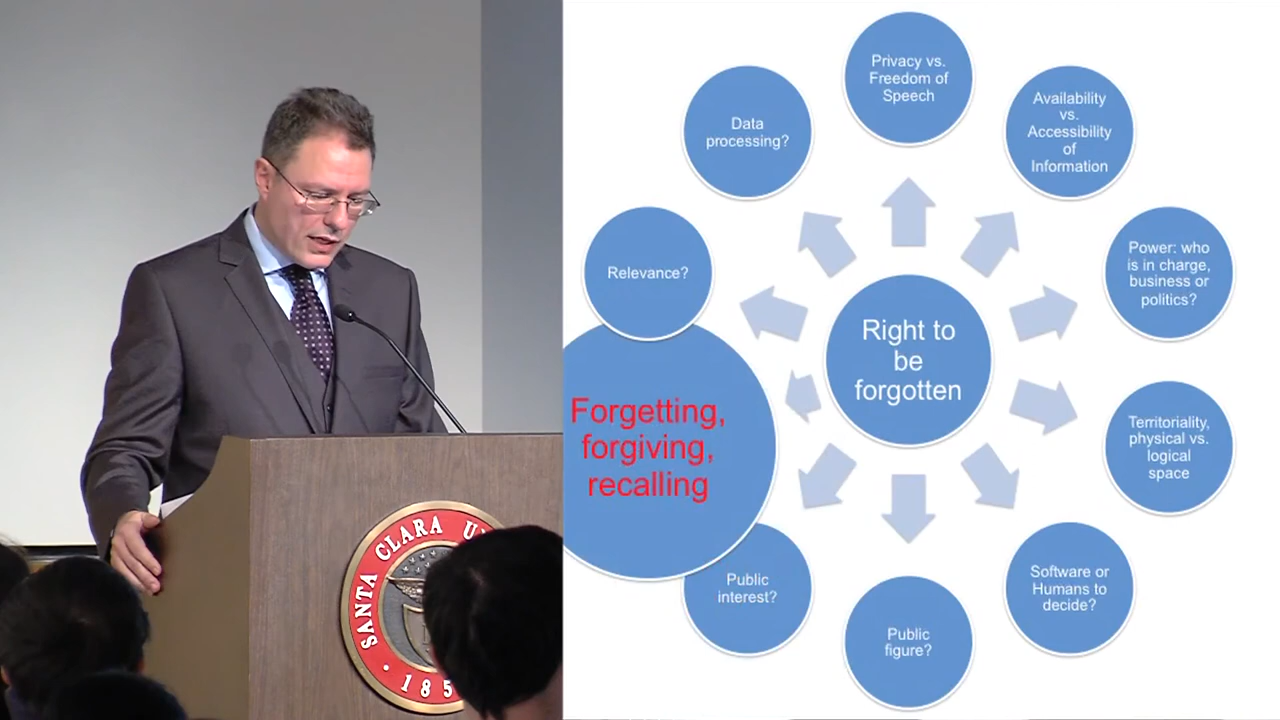 Privacy vs.
Freedom of
Speech
Availability
vs.
Accessibility
of
Information
Power: who
is in charge,
business or
politics?
Territoriality,
physical vs.
logical
space
Software or
Humans to
decide?
Public
figure?
Public
interest?
Forgetting,
forgiving,
recalling
Relevance?
Data
processing?
Right to
be
forgotten
SANTA CLARA